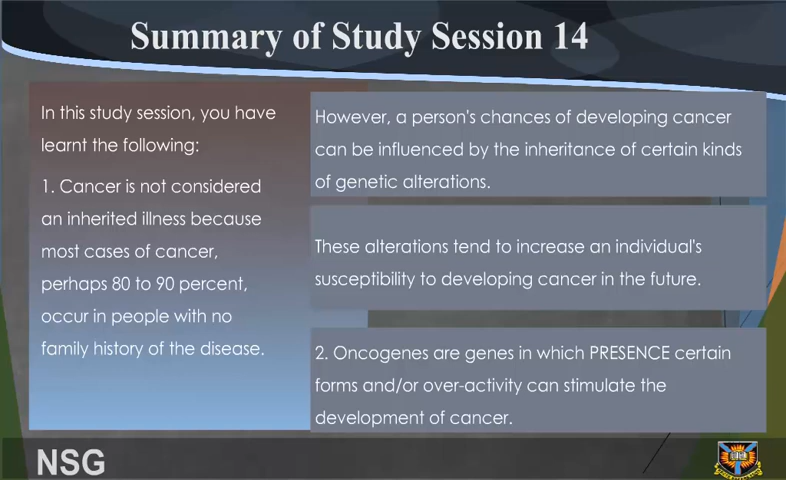 Summary of Study Session 14
In this study session, you have
learnt the following:
1. Cancer is not considered
an inherited illness because
most cases of cancer,
perhaps 80 to 90 percent,
occur in people with no
family history of the disease.
However, a person's chances of developing cancer
can be influenced by the inheritance of certain kinds
of genetic alterations.
These alterations tend to increase an individual's
susceptibility to developing cancer in the future.
2. Oncogenes are genes in which PRESENCE certain
forms and/or over-activity can stimulate the
development of cancer.
NSG